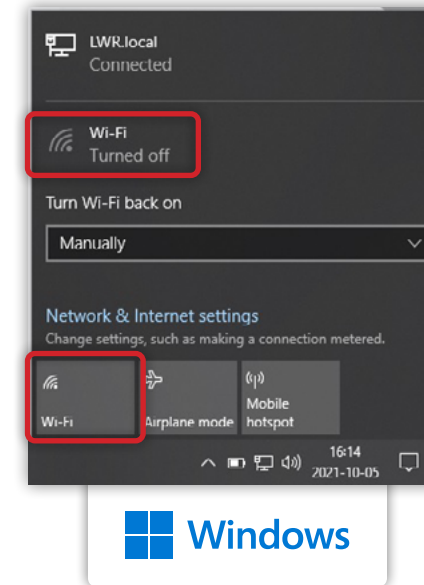 LWR.local
Connected
Wi-Fi
Turned off
Turn Wi-Fi back on
Manually
Network & Internet settings
Change settings, such as making a connection metered.
Wi-Fi
Airplane mode
Mobile
hotspot
16:14
2021-10-05
Windows